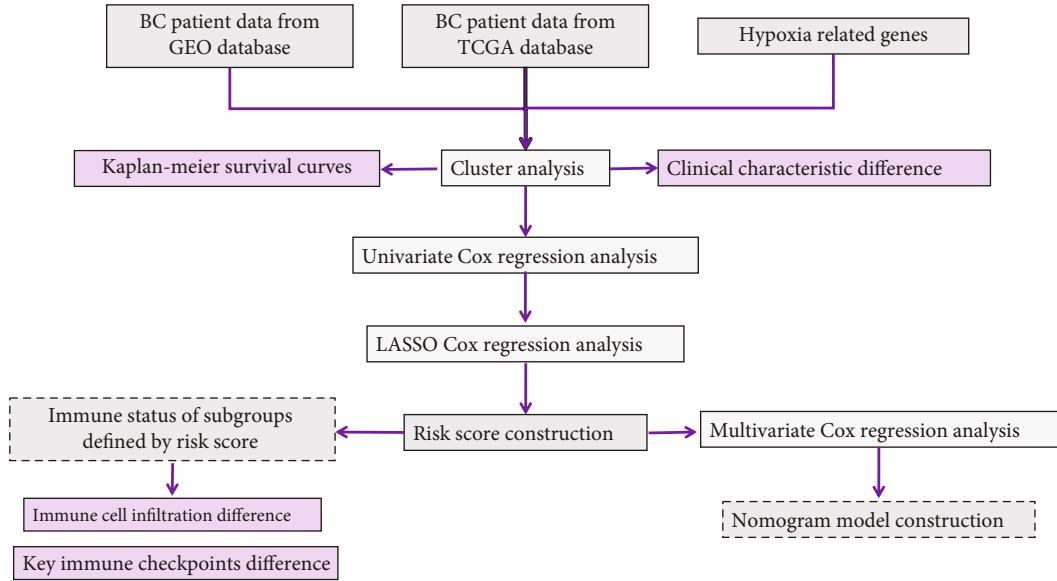 BC patient data from
GEO database
BC patient data from
TCGA database
Hypoxia related genes
Kaplan-meier survival curves
Cluster analysis
Clinical characteristic difference
Univariate Cox regression analysis
LASSO Cox regression analysis
Immune status of subgroups
defined by risk score
Risk score construction
Multivariate Cox regression analysis
Immune cell infiltration difference
Nomogram model construction
Key immune checkpoints difference